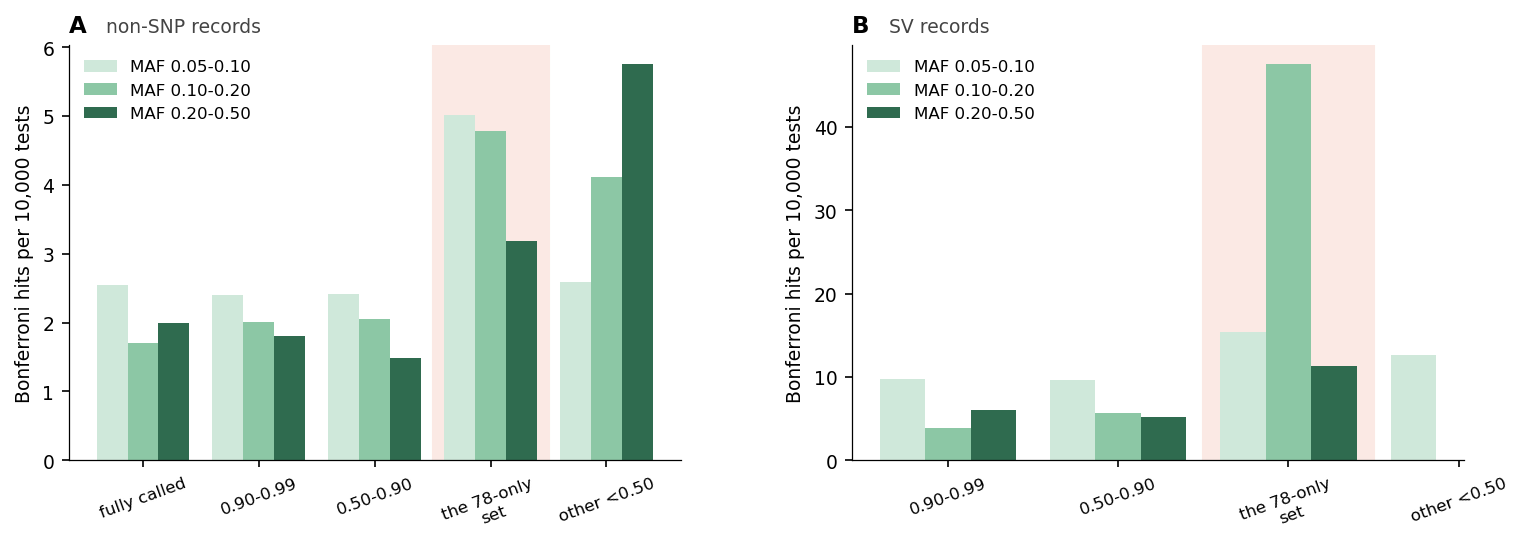 A non-SNP records
MAF 0.05-0.10
MAF 0.10-0.20
MAF 0.20-0.50
Bonferroni hits per 10,000 tests
6
5
4
3
2
1
0
fully called
0.90-0.99
0.50-0.90
the 78-only
set
other <0.50
B SV records
MAF 0.05-0.10
MAF 0.10-0.20
MAF 0.20-0.50
Bonferroni hits per 10,000 tests
40
30
20
10
0
0.90-0.99
0.50-0.90
the 78-only
set
other <0.50